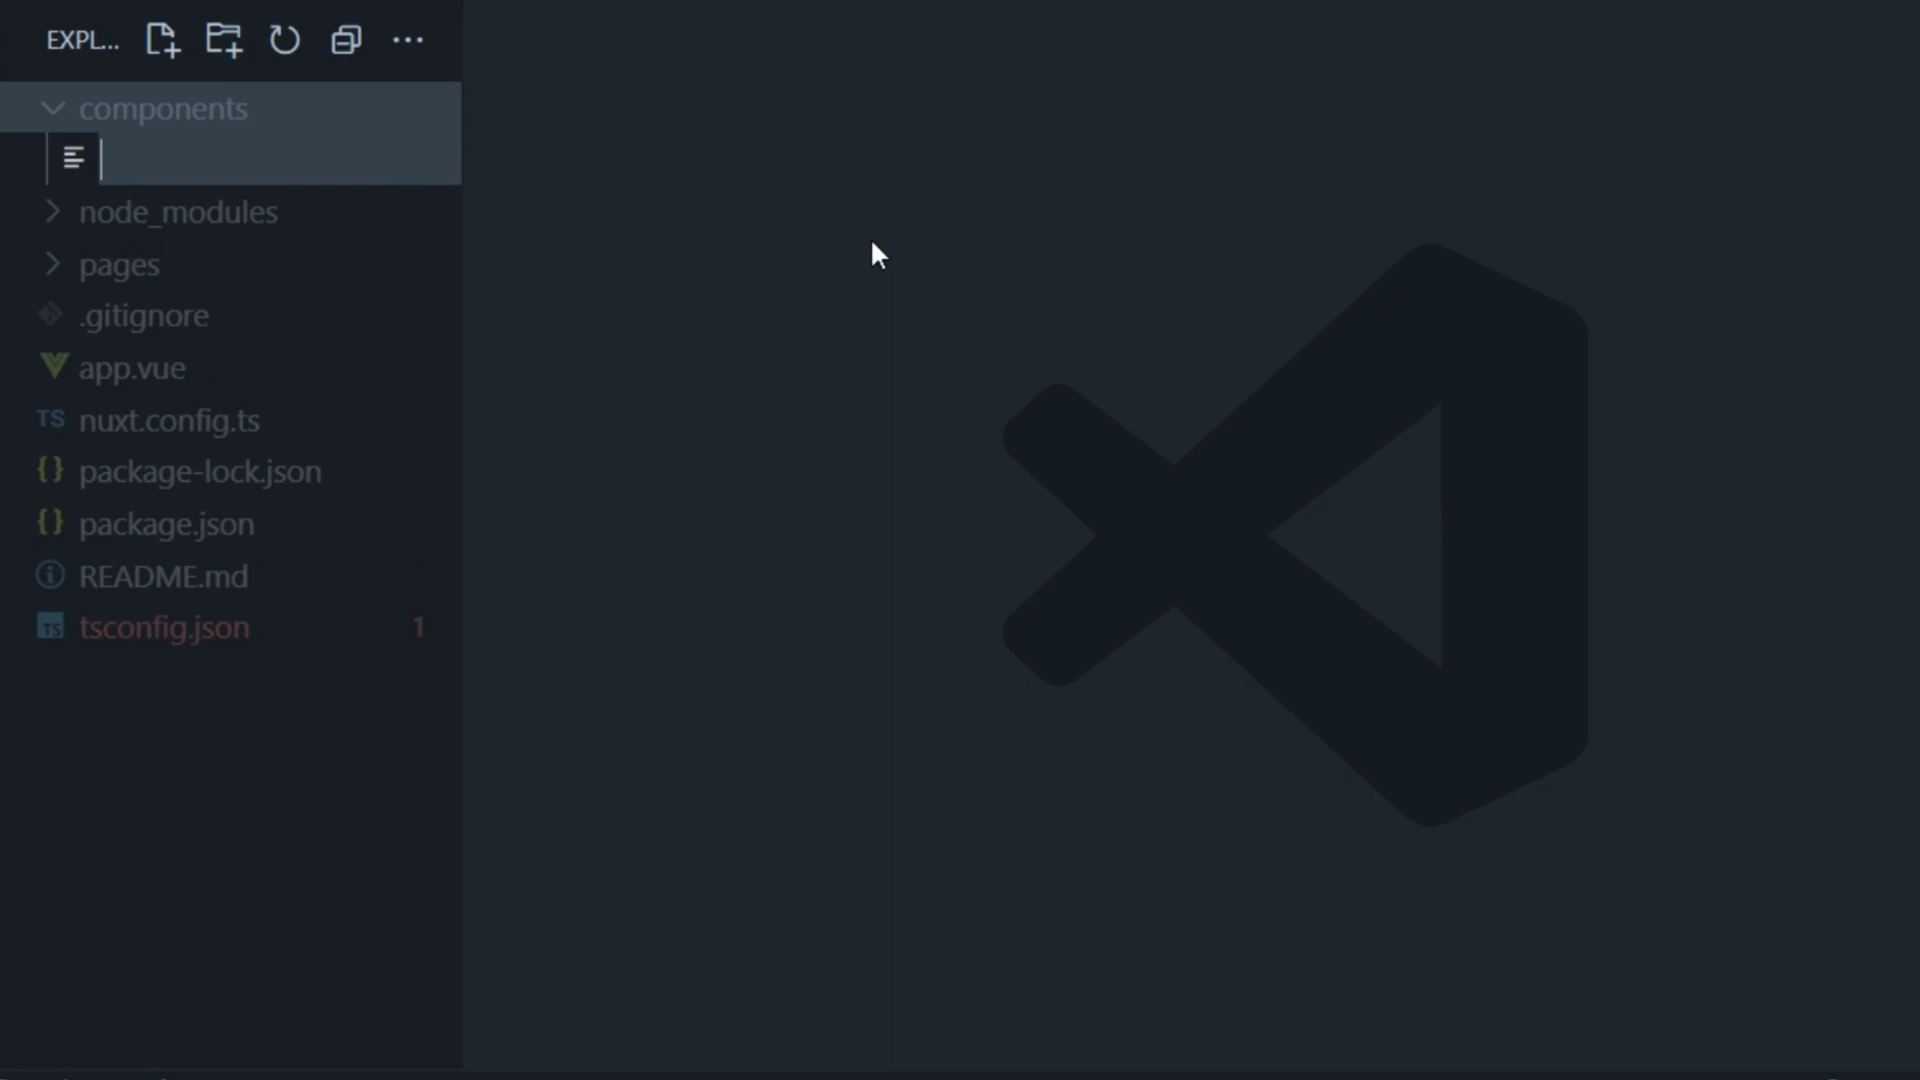 EXPL...
components
node_modules
pages
.gitignore
app.vue
TS nuxt.config.ts
{} package-lock.json
{} package.json
README.md
TS tsconfig.json 1